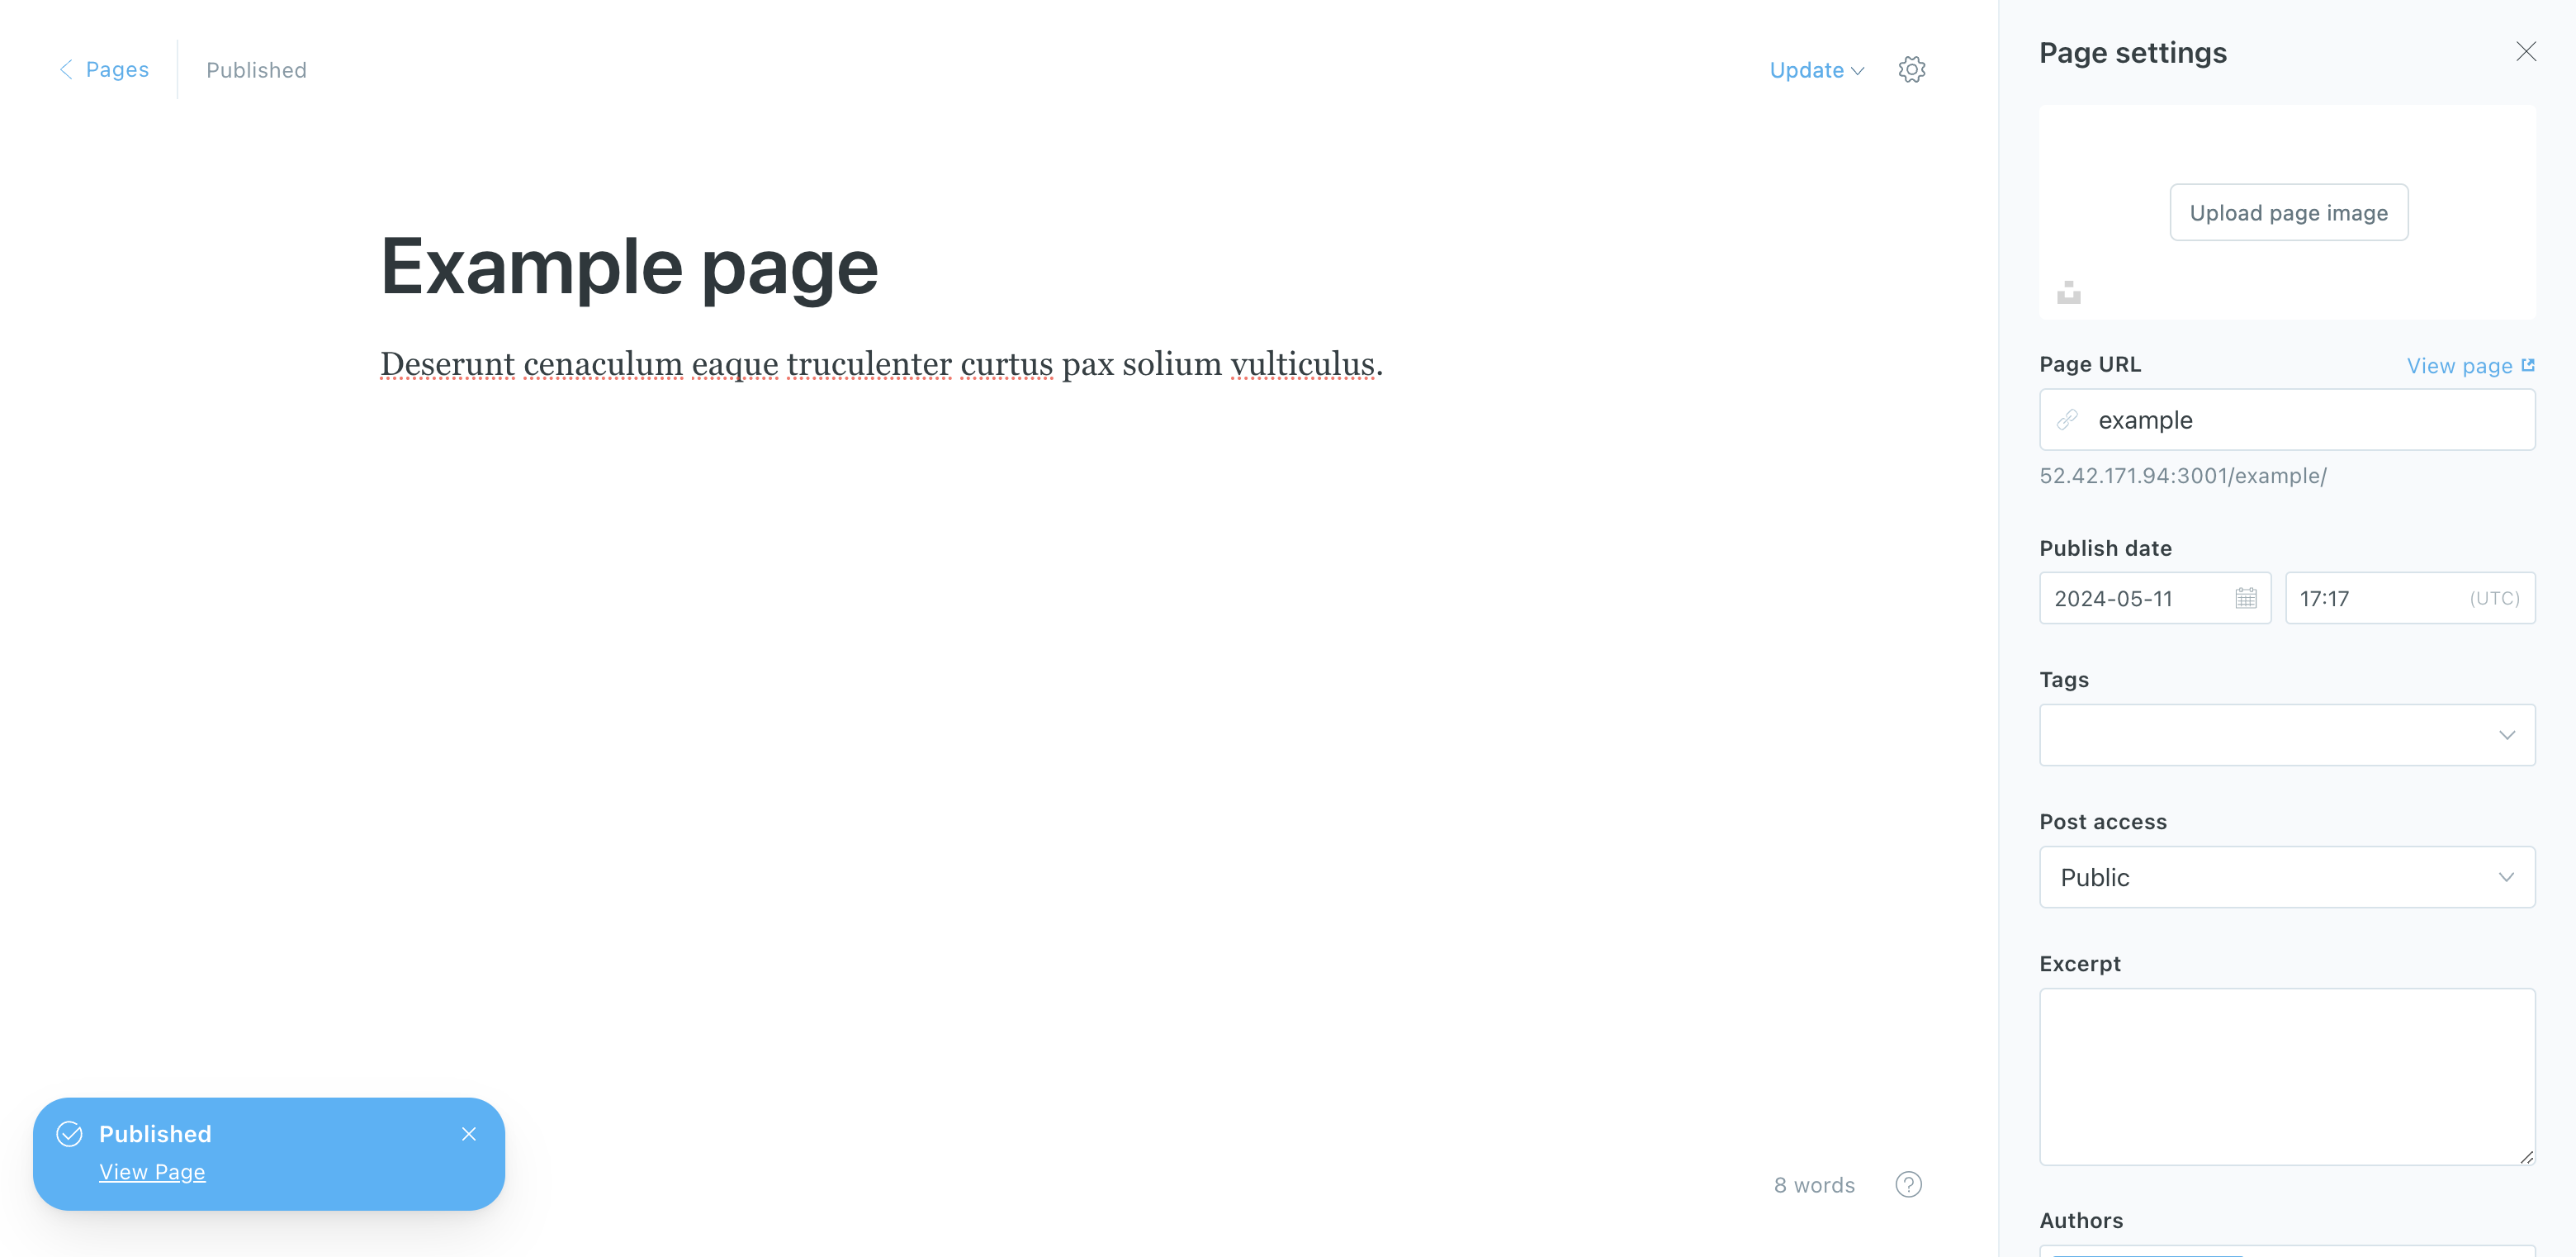 Pages
Published
Update
Example page
Deserunt cenaculum eaque truculenter curtus pax solium vulticulus.
Published
View Page
8 words
?
Page settings
Upload page image
Page URL
View page
example
52.42.171.94:3001/example/
Publish date
2024-05-11
17:17 (UTC)
Tags
Post access
Public
Excerpt
Authors